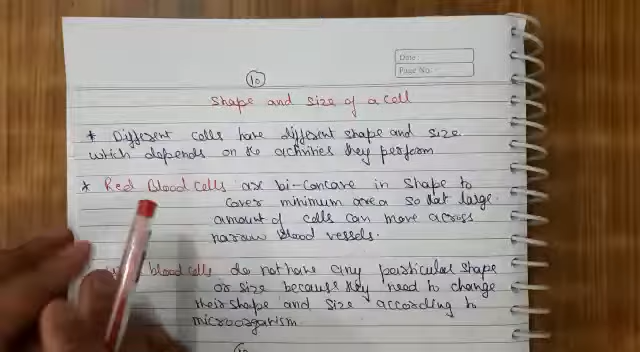 Date:
Page No.
10
Shape and size of a cell
* Different cells have different shape and size
which depends on the activities they perform
* Red Blood cells are bi-concave in shape to
cover minimum area so that large
amount of cells can move across
narrow blood vessels.
blood cells do not have any particular shape
or size because they need to change
their shape and size according to
microorganism